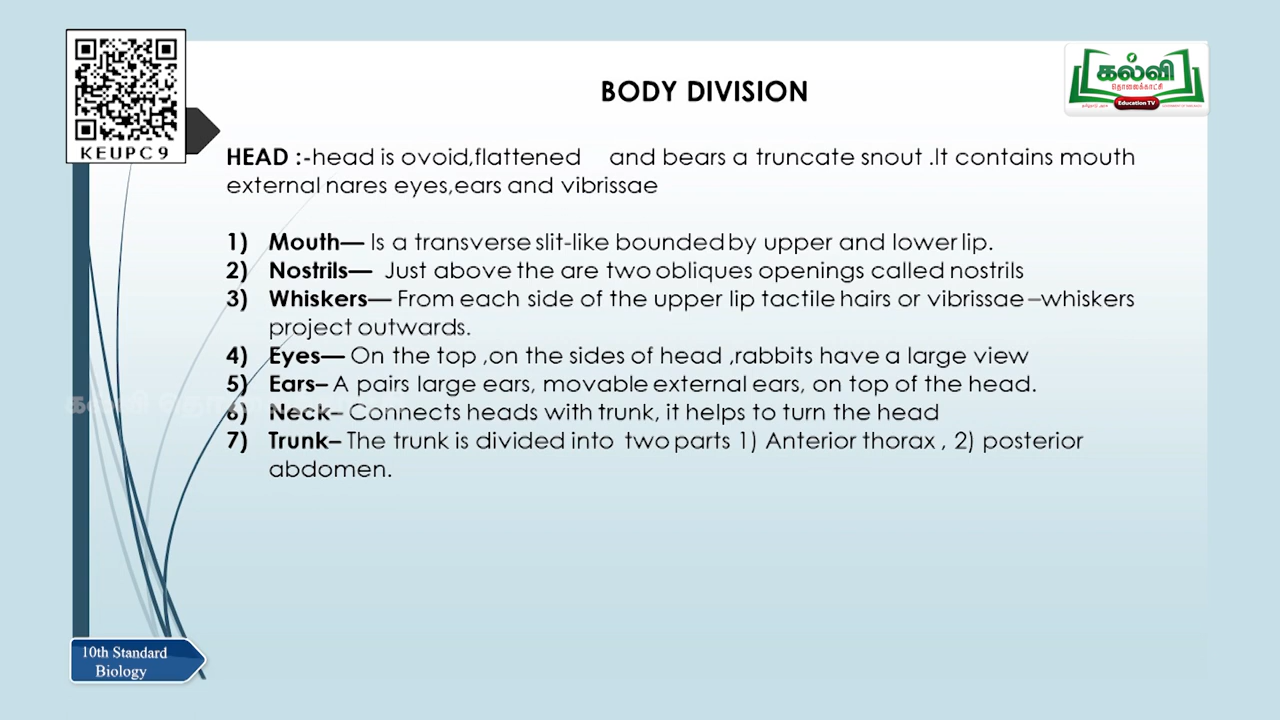 KEUPC9
கல்வி
தொலைக்காட்சி
Education TV
BODY DIVISION
HEAD :-head is ovoid,flattened and bears a truncate snout .It contains mouth
external nares eyes,ears and vibrissae
1) Mouth— Is a transverse slit-like bounded by upper and lower lip.
2) Nostrils— Just above the are two obliques openings called nostrils
3) Whiskers— From each side of the upper lip tactile hairs or vibrissae –whiskers
project outwards.
4) Eyes— On the top ,on the sides of head ,rabbits have a large view
5) Ears– A pairs large ears, movable external ears, on top of the head.
6) Neck– Connects heads with trunk, it helps to turn the head
7) Trunk– The trunk is divided into two parts 1) Anterior thorax , 2) posterior
abdomen.
10th Standard
Biology